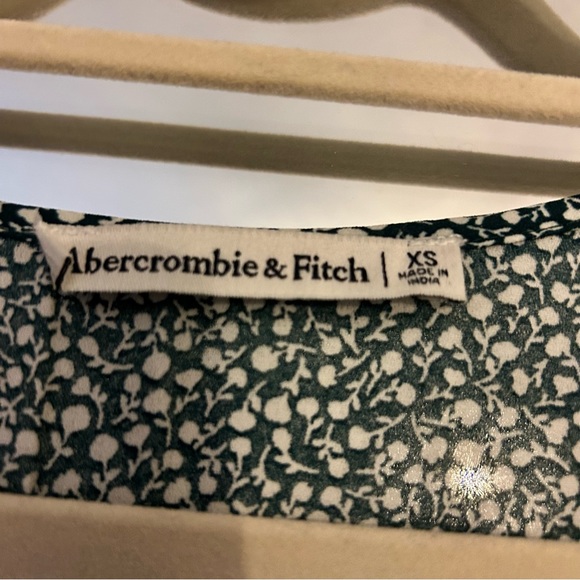 Abercrombie & Fitch | XS
MADE IN
INDIA